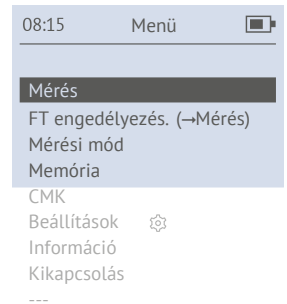 08:15 Menü
Mérés
FT engedélyezés. (→Mérés)
Mérési mód
Memória
CMK
Beállítások
Információ
Kikapcsolás
---